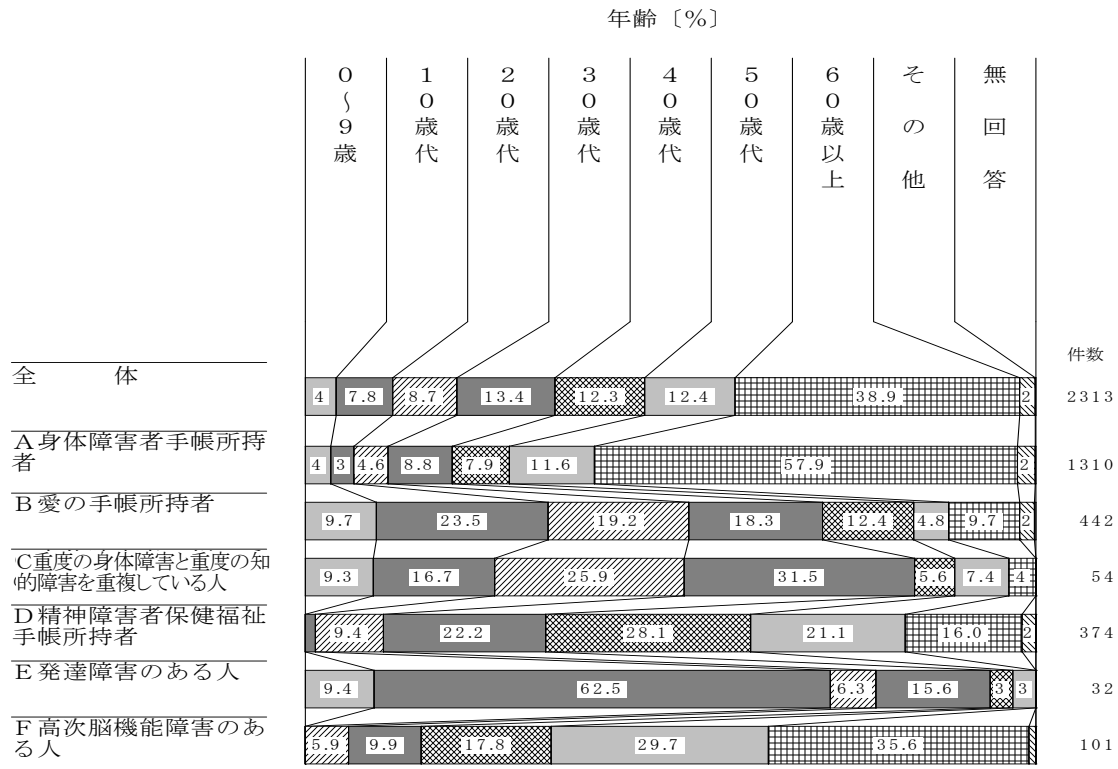 年齢〔%〕
０～９歳
１０歳代
２０歳代
３０歳代
４０歳代
５０歳代
６０歳以上
その他
無回答
件数
全　　　体
4 7.8 8.7 13.4 12.3 12.4 38.9 2 2313
A身体障害者手帳所持
者
4 3 4.6 8.8 7.9 11.6 57.9 2 1310
B愛の手帳所持者
9.7 23.5 19.2 18.3 12.4 4.8 9.7 2 442
C重度の身体障害と重度の知
的障害を重複している人
9.3 16.7 25.9 31.5 5.6 7.4 4 54
D精神障害者保健福祉
手帳所持者
9.4 22.2 28.1 21.1 16.0 2 374
E発達障害のある人
9.4 62.5 6.3 15.6 3 3 32
F高次脳機能障害のあ
る人
5.9 9.9 17.8 29.7 35.6 101